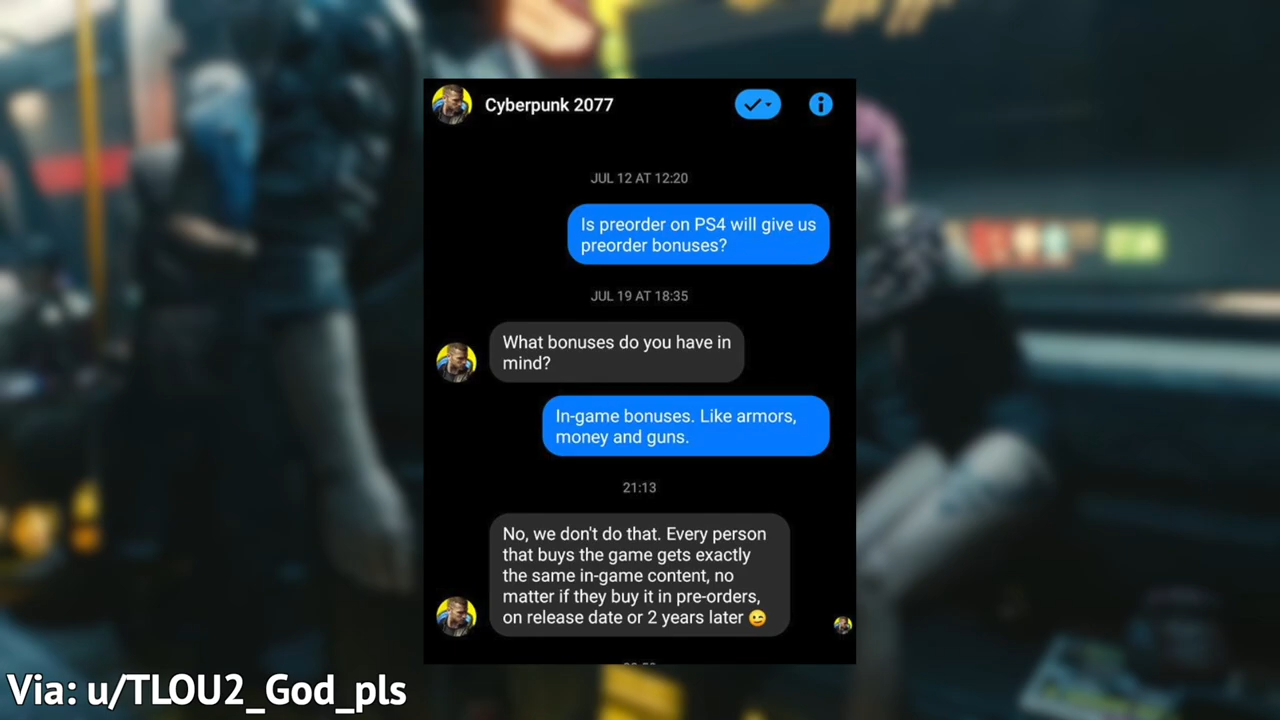 Cyberpunk 2077
JUL 12 AT 12:20
Is preorder on PS4 will give us
preorder bonuses?
JUL 19 AT 18:35
What bonuses do you have in
mind?
In-game bonuses. Like armors,
money and guns.
21:13
No, we don't do that. Every person
that buys the game gets exactly
the same in-game content, no
matter if they buy it in pre-orders,
on release date or 2 years later 😉
Via: u/TLOU2_God_pls